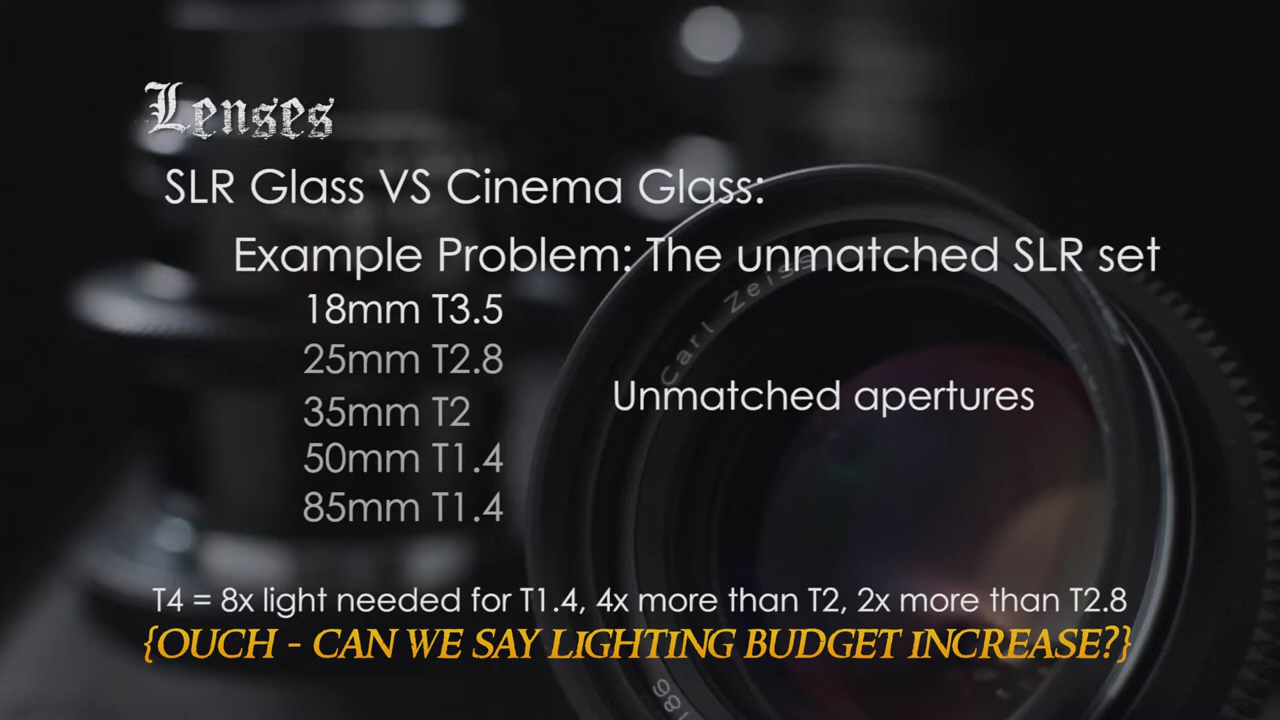 Lenses
SLR Glass VS Cinema Glass:
Example Problem: The unmatched SLR set
18mm T3.5
25mm T2.8
35mm T2
50mm T1.4
85mm T1.4
Unmatched apertures
Carl Zeiss
T4 = 8x light needed for T1.4, 4x more than T2, 2x more than T2.8
{OUCH - CAN WE SAY LIGHTING BUDGET INCREASE?}